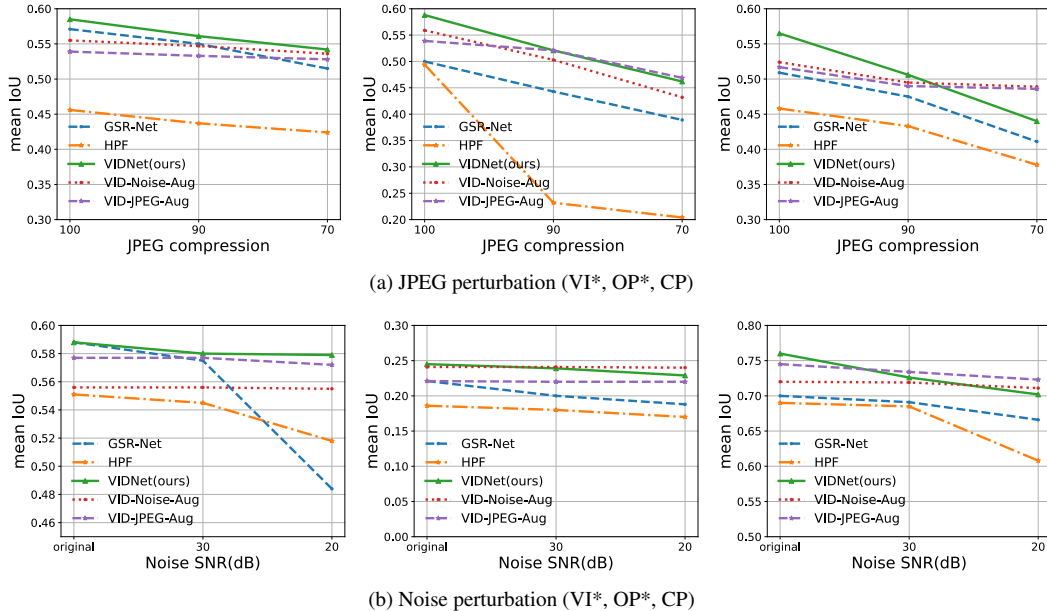 0.60
0.55
0.50
0.45
0.40
0.35
0.30
mean IoU
GSR-Net
HPF
VIDNet(ours)
VID-Noise-Aug
VID-JPEG-Aug
100 90 70
JPEG compression
0.60
0.55
0.50
0.45
0.40
0.35
0.30
0.25
0.20
mean IoU
GSR-Net
HPF
VIDNet(ours)
VID-Noise-Aug
VID-JPEG-Aug
100 90 70
JPEG compression
0.60
0.55
0.50
0.45
0.40
0.35
0.30
mean IoU
GSR-Net
HPF
VIDNet(ours)
VID-Noise-Aug
VID-JPEG-Aug
100 90 70
JPEG compression
(a) JPEG perturbation (VI*, OP*, CP)
0.60
0.58
0.56
0.54
0.52
0.50
0.48
0.46
mean IoU
GSR-Net
HPF
VIDNet(ours)
VID-Noise-Aug
VID-JPEG-Aug
original 30 20
Noise SNR(dB)
0.30
0.25
0.20
0.15
0.10
0.05
0.00
mean IoU
GSR-Net
HPF
VIDNet(ours)
VID-Noise-Aug
VID-JPEG-Aug
original 30 20
Noise SNR(dB)
0.80
0.75
0.70
0.65
0.60
0.55
0.50
mean IoU
GSR-Net
HPF
VIDNet(ours)
VID-Noise-Aug
VID-JPEG-Aug
original 30 20
Noise SNR(dB)
(b) Noise perturbation (VI*, OP*, CP)